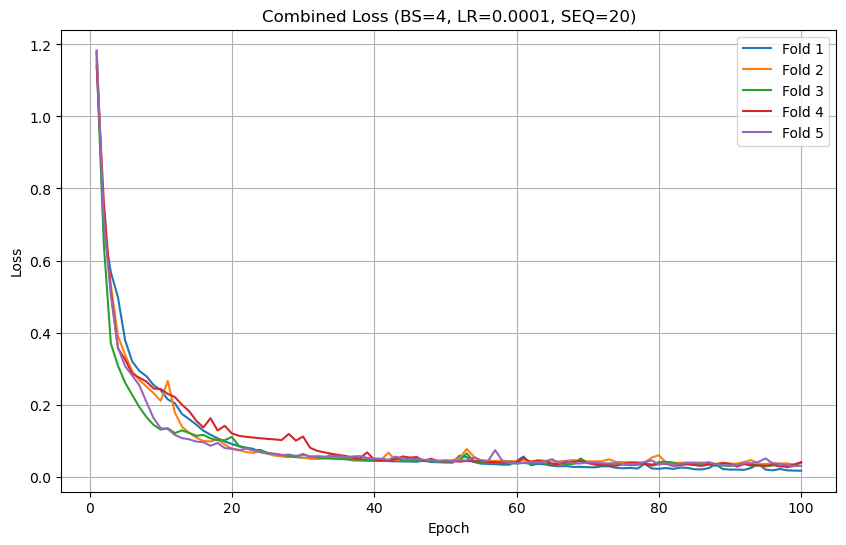 Combined Loss (BS=4, LR=0.0001, SEQ=20)
Fold 1
Fold 2
Fold 3
Fold 4
Fold 5
1.2
1.0
0.8
0.6
0.4
0.2
0.0
Loss
0 20 40 60 80 100
Epoch